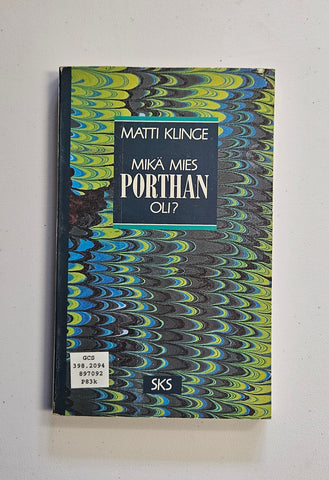 MATTI KLINGE
MIKÄ MIES
PORTHAN
OLI?
GCS
398.2094
897092
P83k
SKS